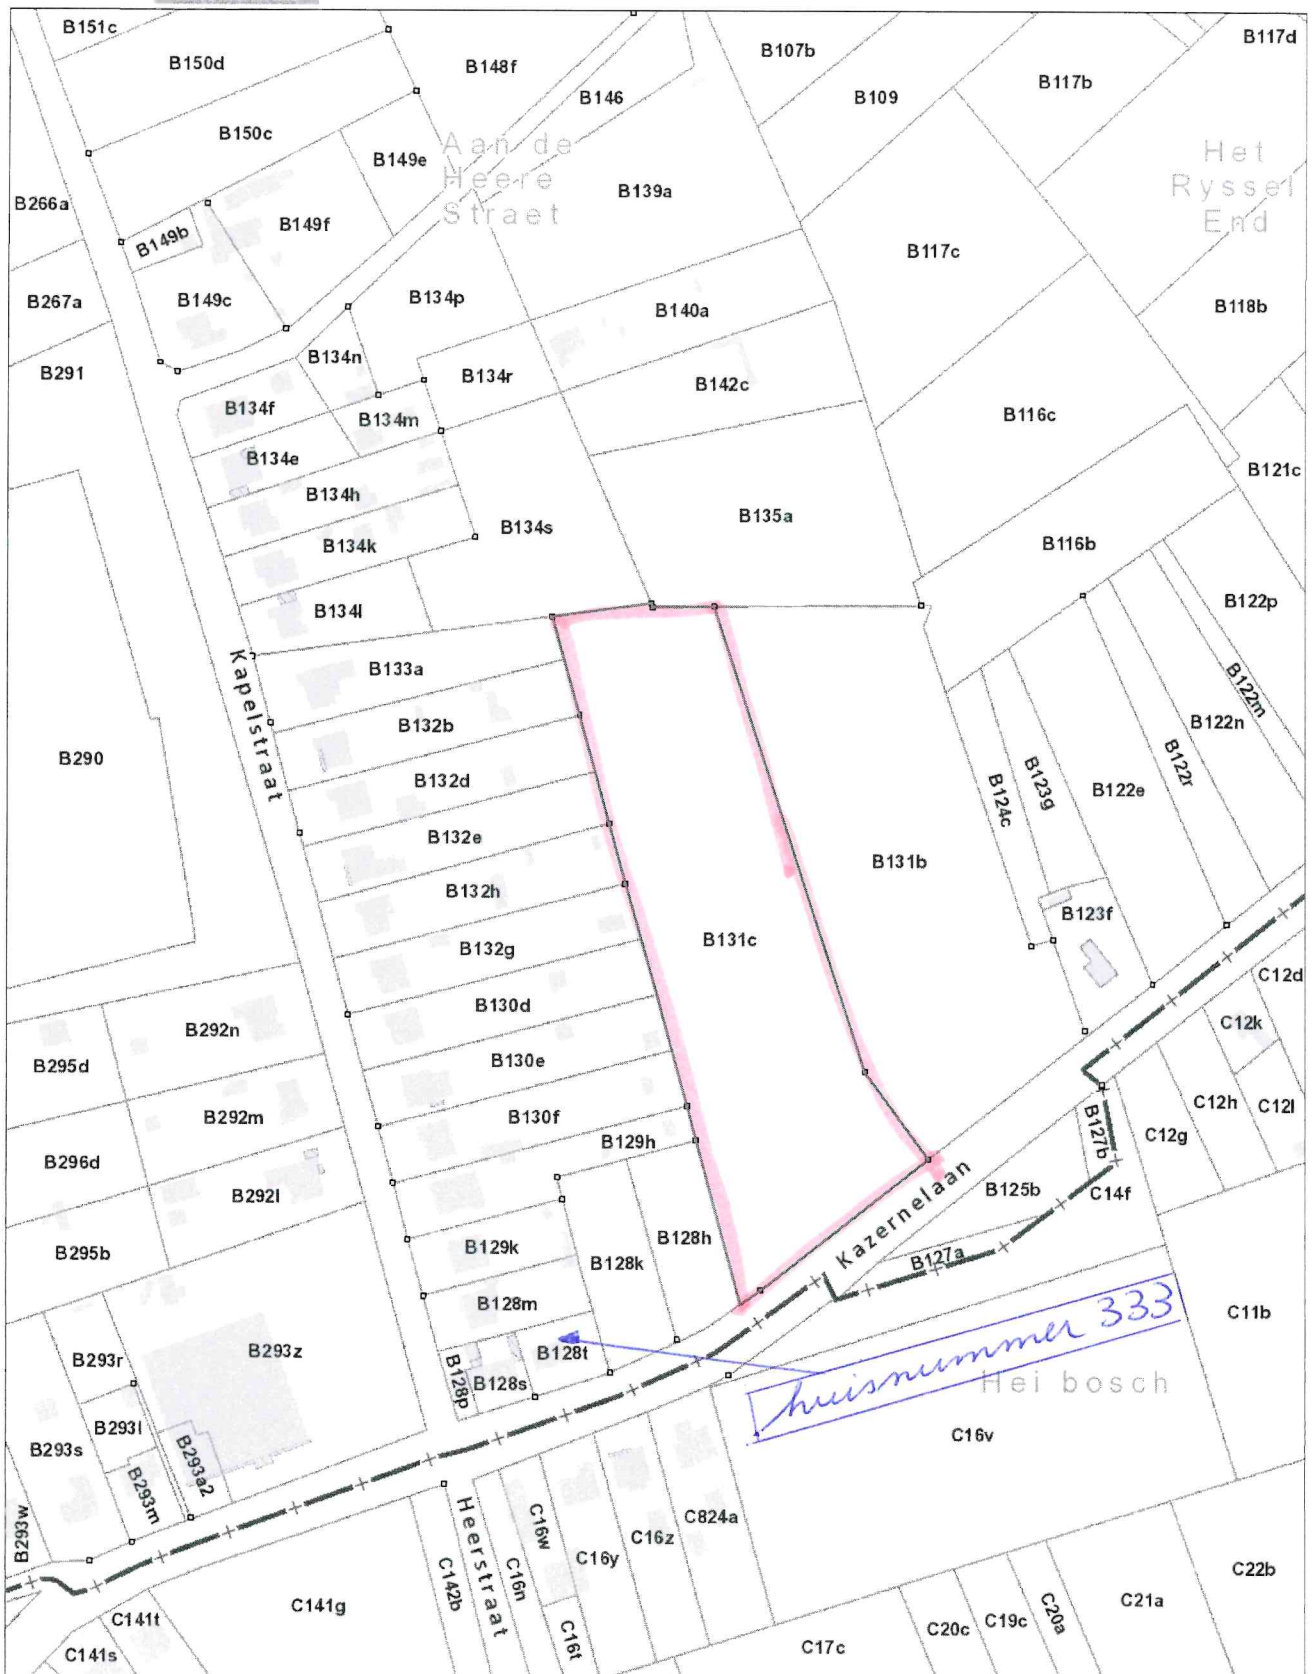 B151c
B150d
B148f
B107b
B117d
B117b
B146
B109
B150c
B149e
Aan de
Heere
Straet
Het
Ryssel
End
B266a
B149b
B149f
B139a
B117c
B267a
B149c
B134p
B140a
B118b
B291
B134n
B134r
B142c
B134f
B134m
B116c
B134e
B134h
B121c
B134s
B135a
B134k
B116b
B134l
B122p
Kapelstraat
B133a
B122m
B132b
B122n
B290
B132d
B122r
B123g
B122e
B124c
B132e
B131b
B132h
B123f
B131c
B132g
C12d
B130d
B292n
C12k
B295d
B130e
B292m
B130f
C12h
C12l
B129h
B127b
C12g
B296d
B292l
Kazernelaan
B125b
C14f
B295b
B129k
B128k
B128h
B127a
B128m
huisnummer 333
C11b
B293r
B293z
B128t
B128p
B128s
Hei bosch
B293l
B293s
B293a2
C16v
B293m
B293w
C16w
C824a
C16z
Heerstraat
C16n
C16y
C142b
C22b
C141g
C141t
C20a
C21a
C16t
C20c
C19c
C141s
C17c